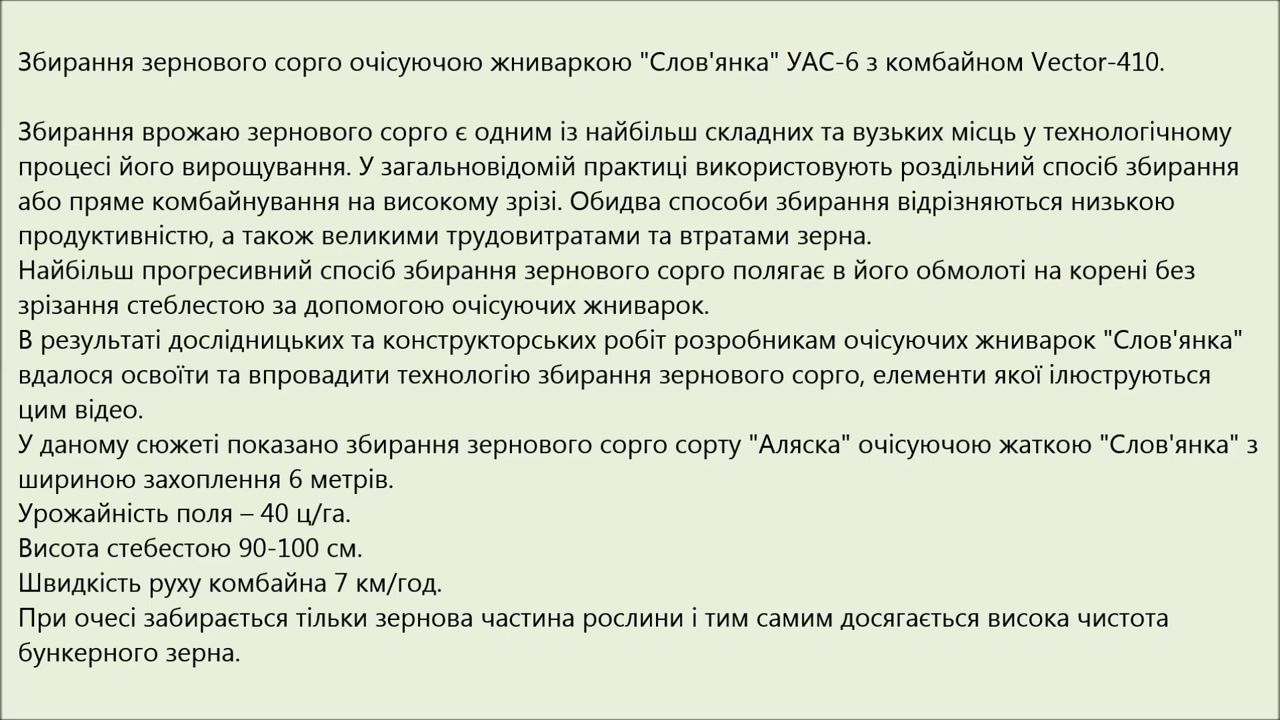 Збирання зернового сорго очісуючою жниваркою "Слов'янка" УАС-6 з комбайном Vector-410.
Збирання врожаю зернового сорго є одним із найбільш складних та вузьких місць у технологічному
процесі його вирощування. У загальновідомій практиці використовують роздільний спосіб збирання
або пряме комбайнування на високому зрізі. Обидва способи збирання відрізняються низькою
продуктивністю, а також великими трудовитратами та втратами зерна.
Найбільш прогресивний спосіб збирання зернового сорго полягає в його обмолоті на корені без
зрізання стеблестою за допомогою очісуючих жниварок.
В результаті дослідницьких та конструкторських робіт розробникам очісуючих жниварок "Слов'янка"
вдалося освоїти та впровадити технологію збирання зернового сорго, елементи якої ілюструються
цим відео.
У даному сюжеті показано збирання зернового сорго сорту "Аляска" очісуючою жаткою "Слов'янка" з
шириною захоплення 6 метрів.
Урожайність поля – 40 ц/га.
Висота стебестою 90-100 см.
Швидкість руху комбайна 7 км/год.
При очесі забирається тільки зернова частина рослини і тим самим досягається висока чистота
бункерного зерна.